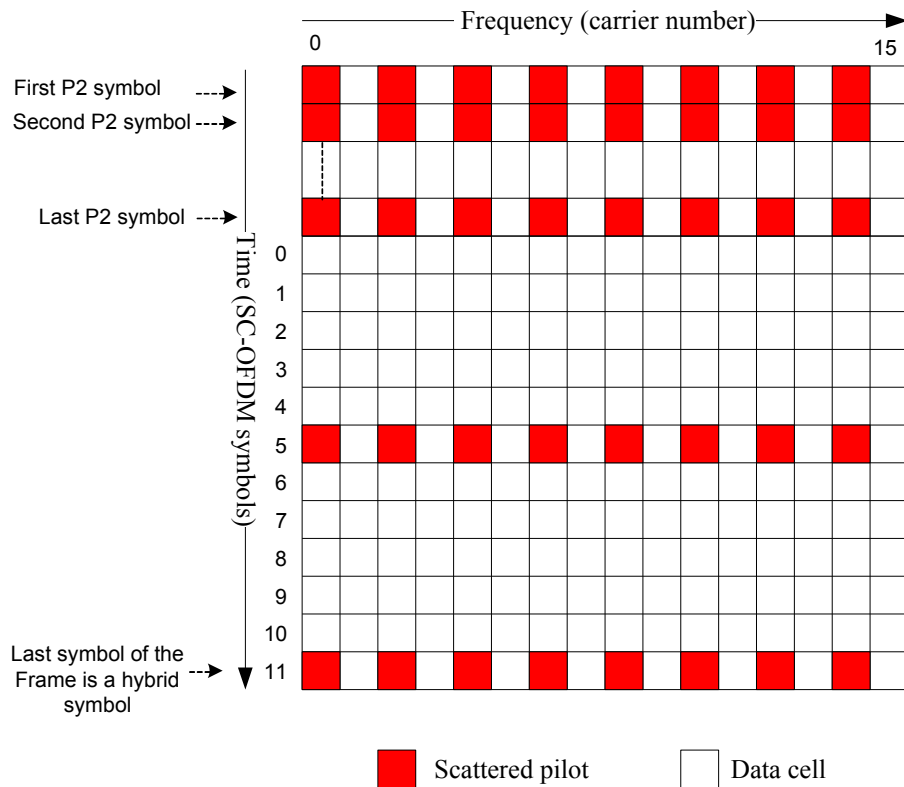 Frequency (carrier number)
0
15
First P2 symbol
Second P2 symbol
Last P2 symbol
Time (SC-OFDM symbols)
0
1
2
3
4
5
6
7
8
9
10
11
Last symbol of the
Frame is a hybrid
symbol
Scattered pilot
Data cell